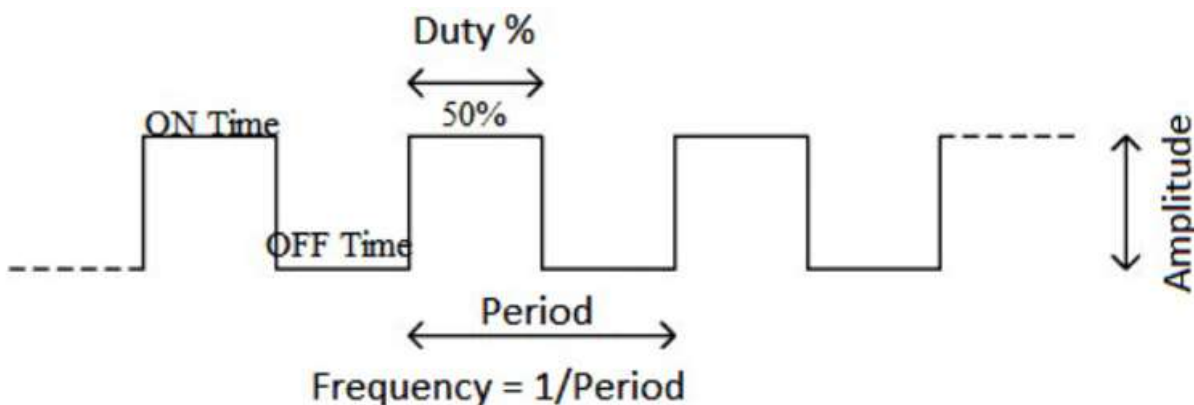 Duty %
50%
ON Time
OFF Time
Amplitude
Period
Frequency = 1/Period